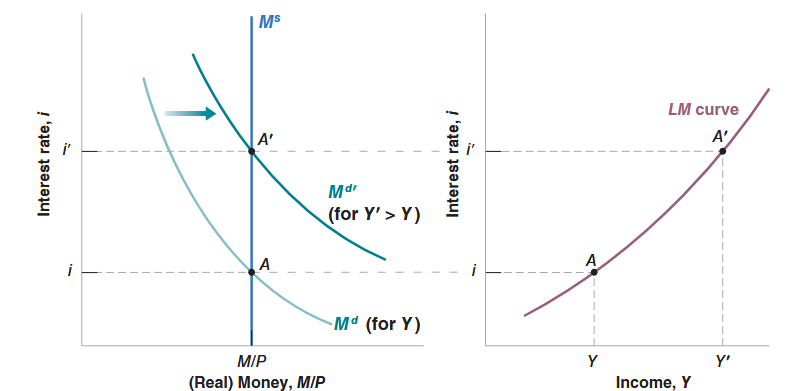 Mˢ
Interest rate, i
i′
A′
Mᵈ′
(for Y′ > Y)
i
A
Mᵈ (for Y)
M/P
(Real) Money, M/P
Interest rate, i
LM curve
i′
A′
i
A
Y
Y′
Income, Y